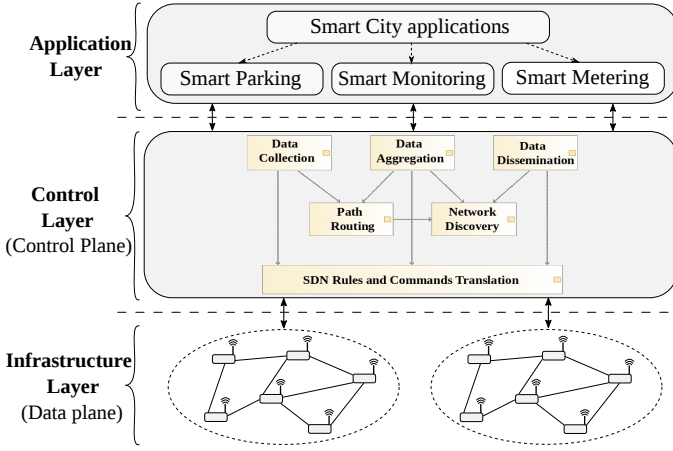 Smart City applications
Application
Layer
Smart Parking
Smart Monitoring
Smart Metering
Data
Collection
Data
Aggregation
Data
Dissemination
Control
Layer
(Control Plane)
Path
Routing
Network
Discovery
SDN Rules and Commands Translation
Infrastructure
Layer
(Data plane)